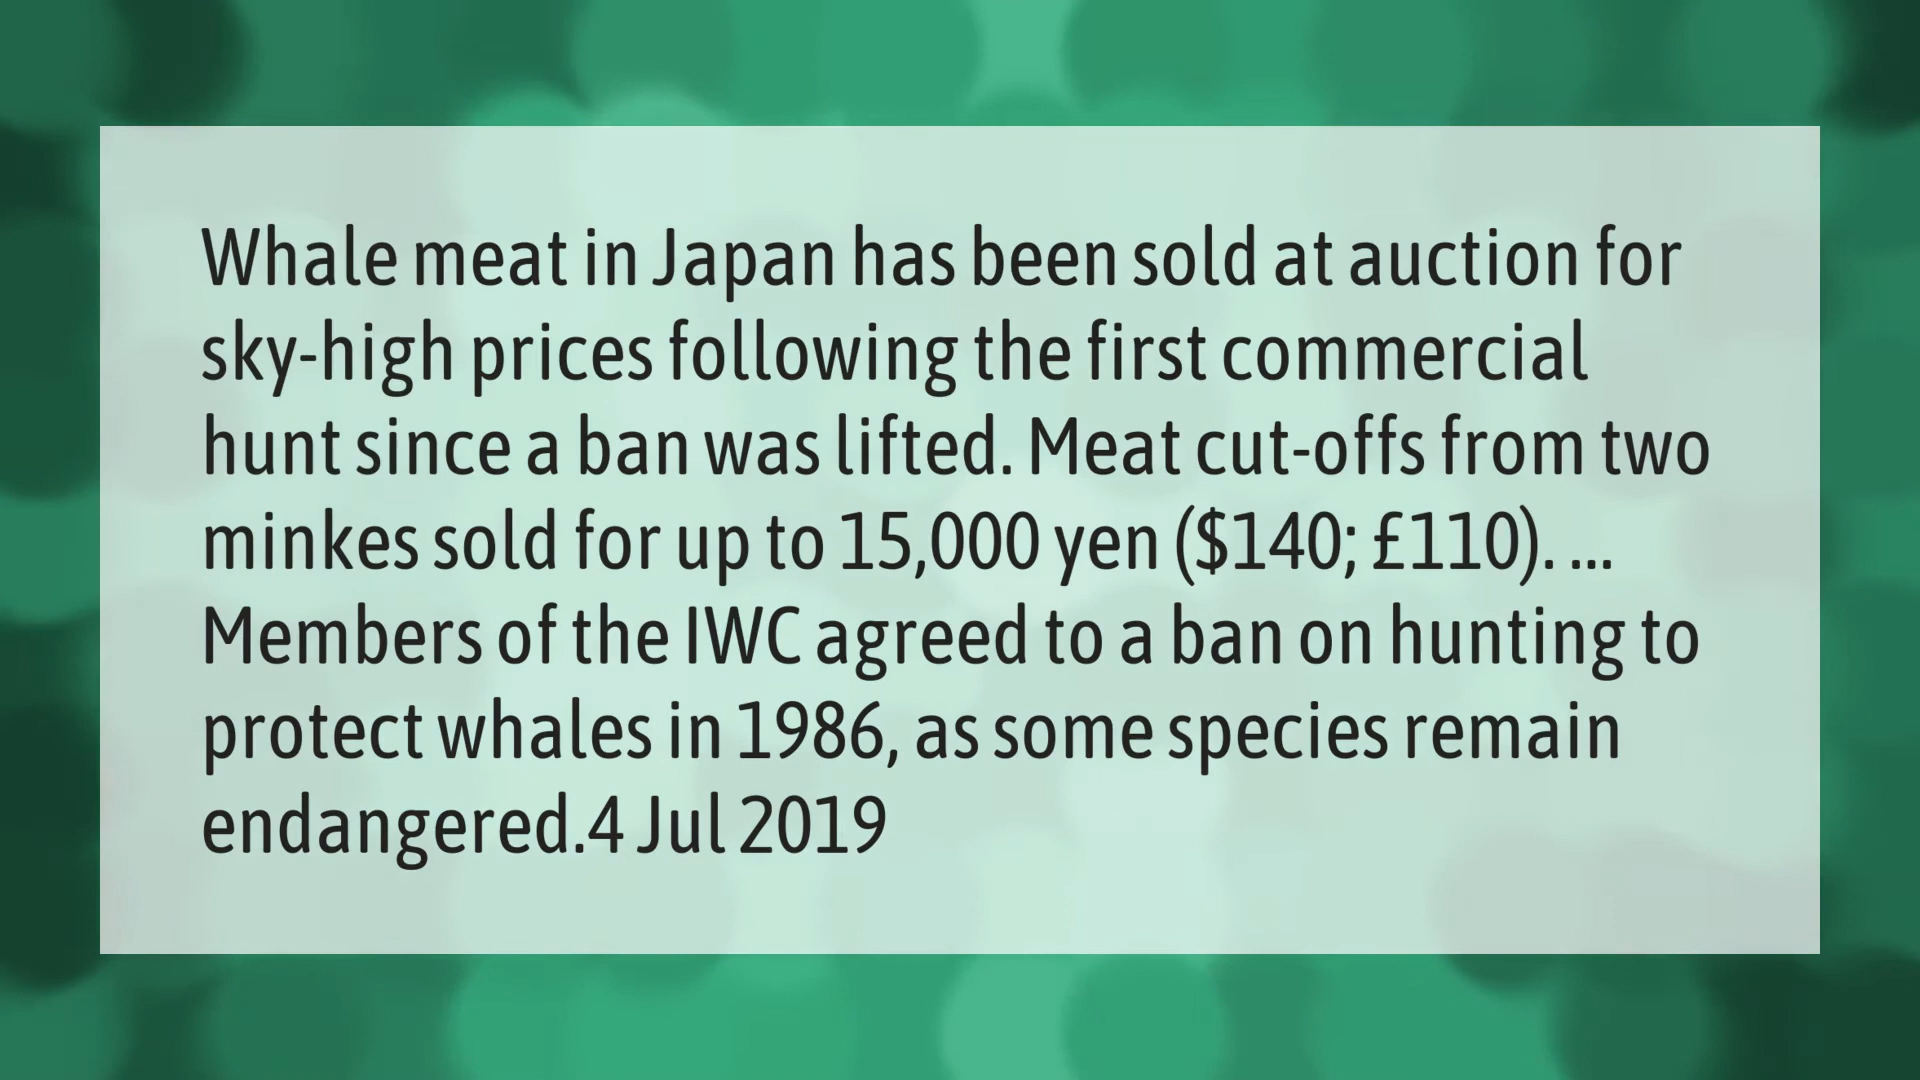 Whale meat in Japan has been sold at auction for
sky-high prices following the first commercial
hunt since a ban was lifted. Meat cut-offs from two
minkes sold for up to 15,000 yen ($140; £110). ...
Members of the IWC agreed to a ban on hunting to
protect whales in 1986, as some species remain
endangered.4 Jul 2019